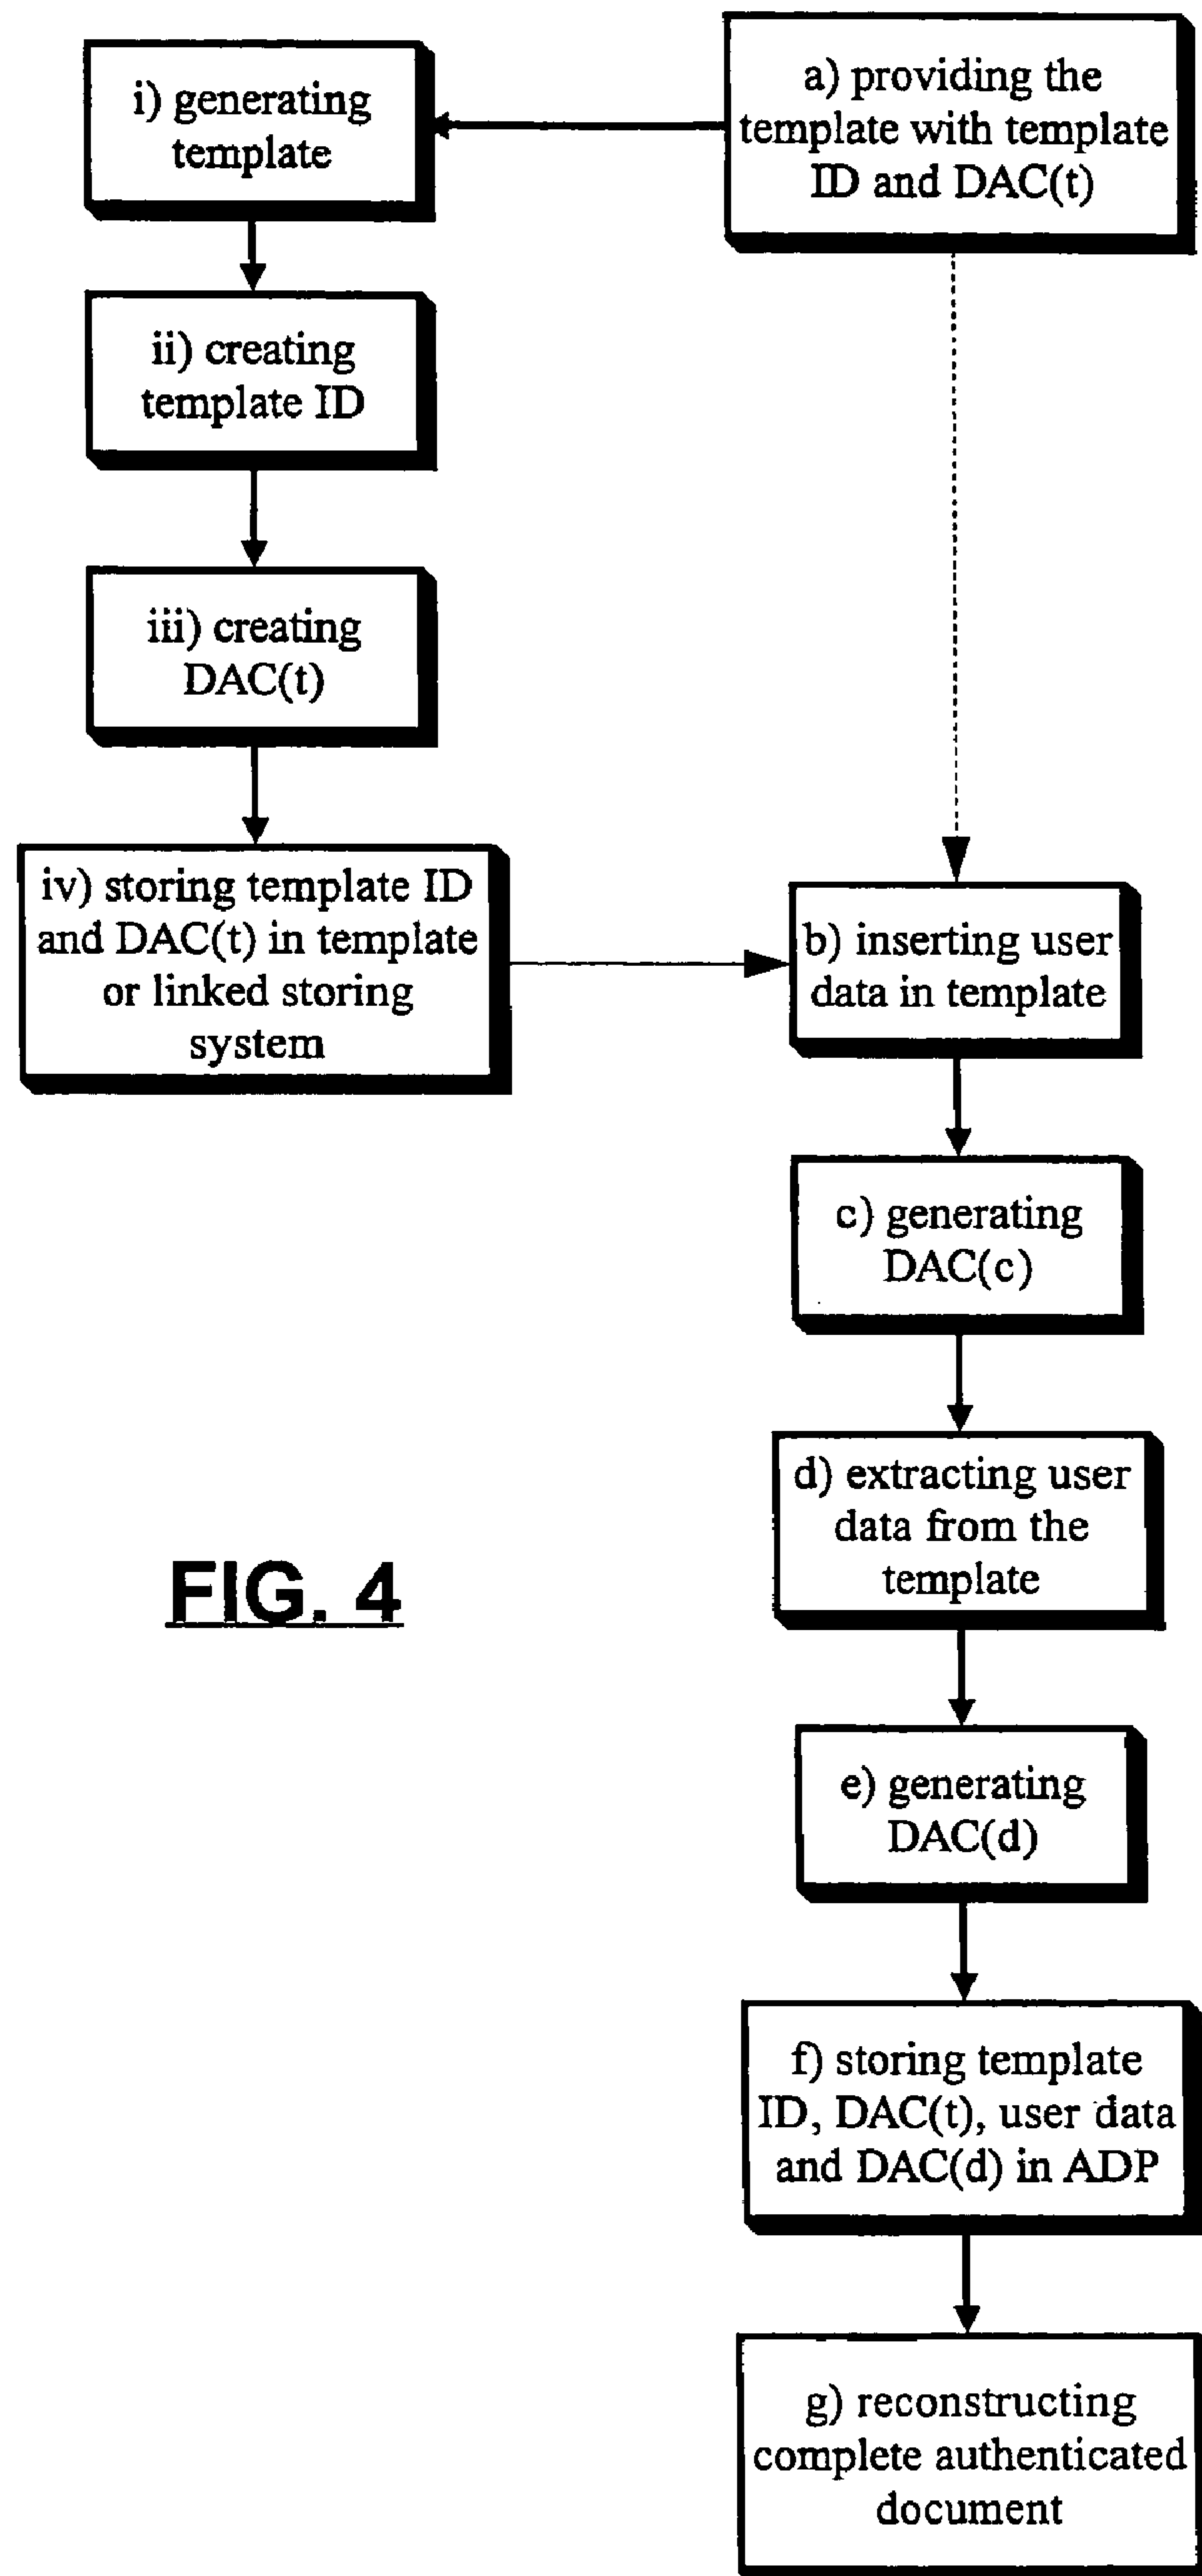 i) generating
template
a) providing the
template with template
ID and DAC(t)
ii) creating
template ID
iii) creating
DAC(t)
iv) storing template ID
and DAC(t) in template
or linked storing
system
b) inserting user
data in template
c) generating
DAC(c)
d) extracting user
data from the
template
FIG. 4
e) generating
DAC(d)
f) storing template
ID, DAC(t), user data
and DAC(d) in ADP
g) reconstructing
complete authenticated
document